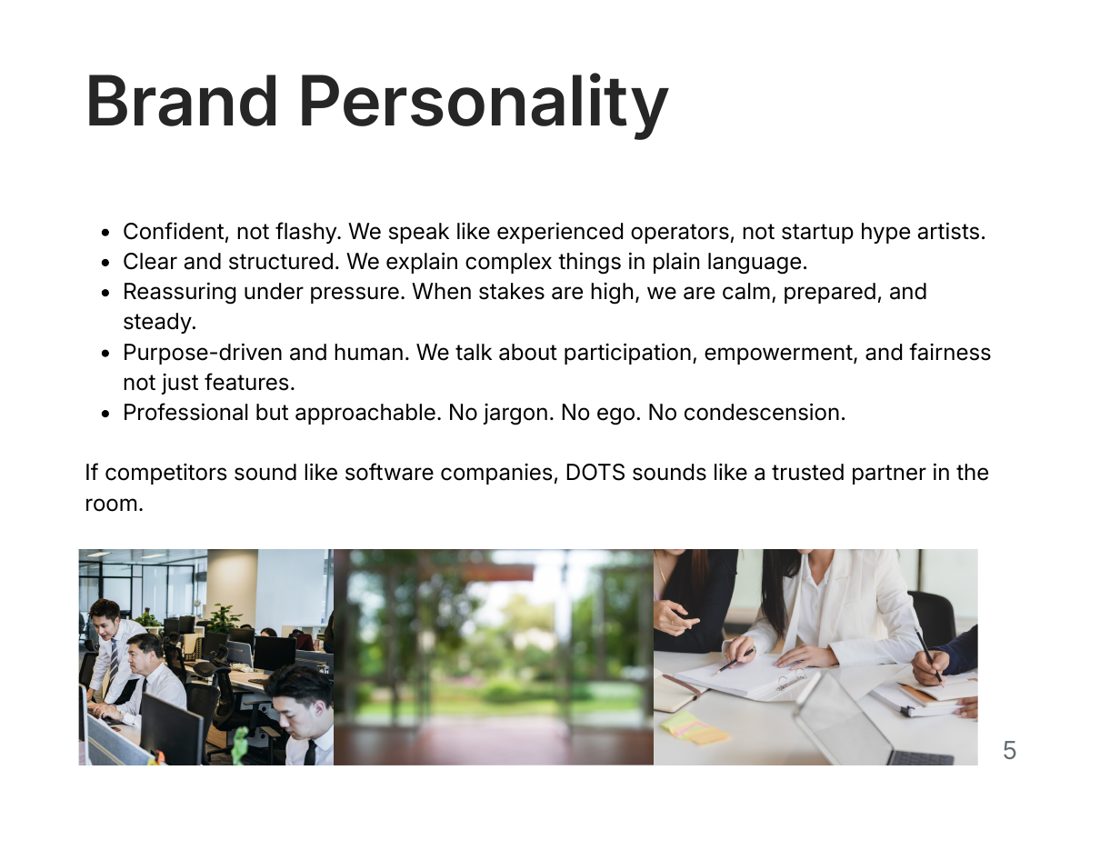 Brand Personality
• Confident, not flashy. We speak like experienced operators, not startup hype artists.
• Clear and structured. We explain complex things in plain language.
• Reassuring under pressure. When stakes are high, we are calm, prepared, and
steady.
• Purpose-driven and human. We talk about participation, empowerment, and fairness
not just features.
• Professional but approachable. No jargon. No ego. No condescension.
If competitors sound like software companies, DOTS sounds like a trusted partner in the
room.
5